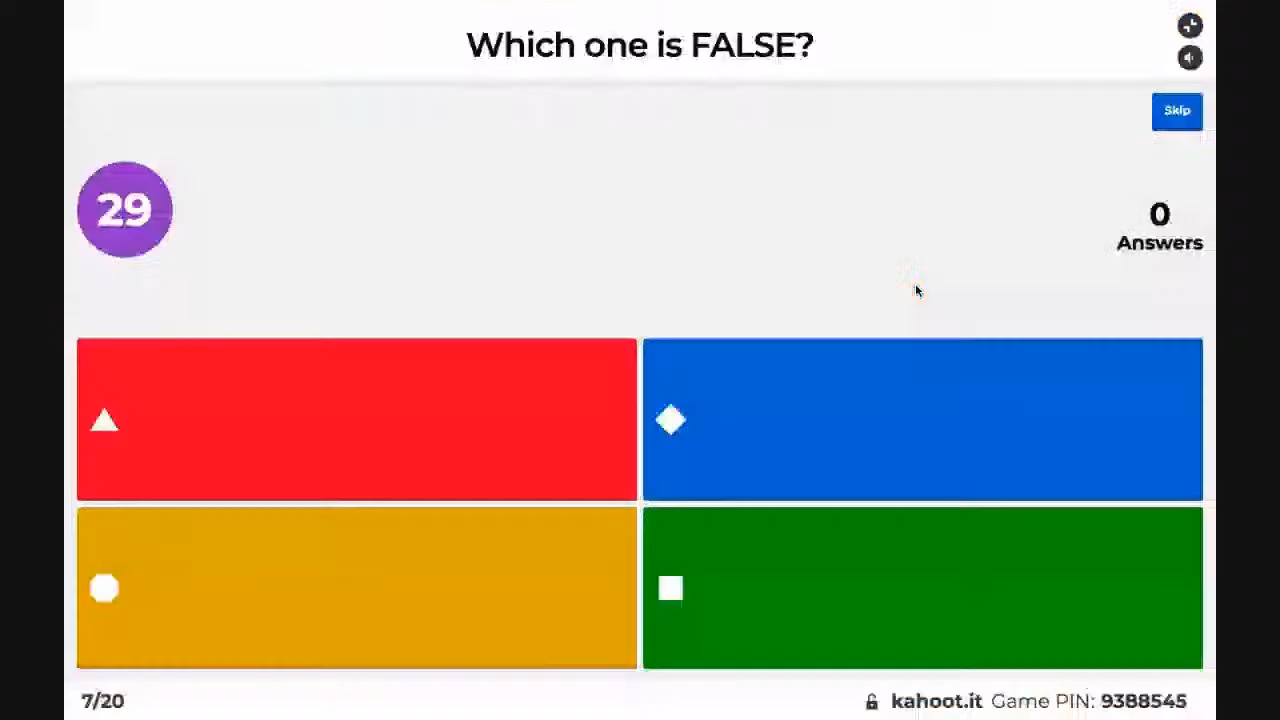 Which one is FALSE?
Skip
29
0
Answers
7/20
kahoot.it Game PIN: 9388545